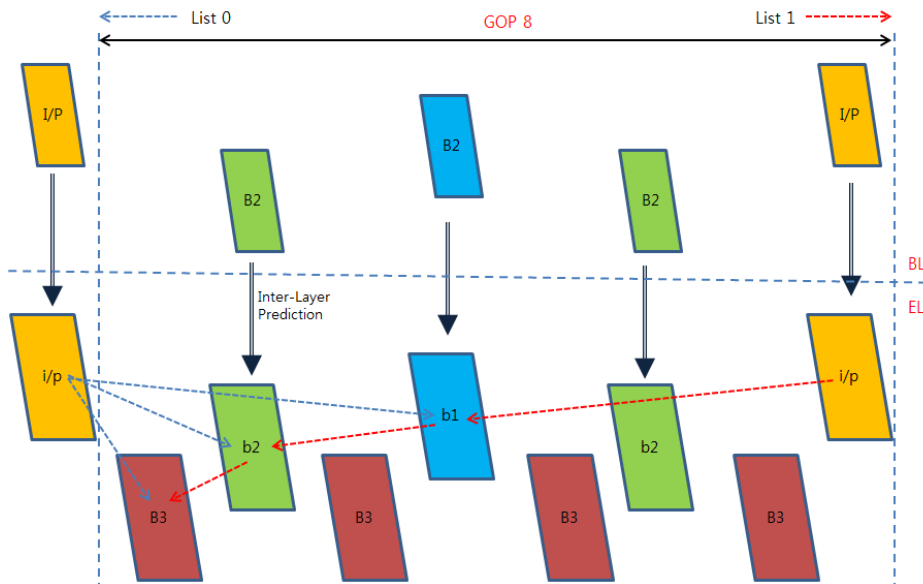 List 0
List 1
GOP 8
I/P
B2
B2
B2
I/P
BL
Inter-Layer
Prediction
EL
i/p
b2
b1
b2
i/p
B3
B3
B3
B3